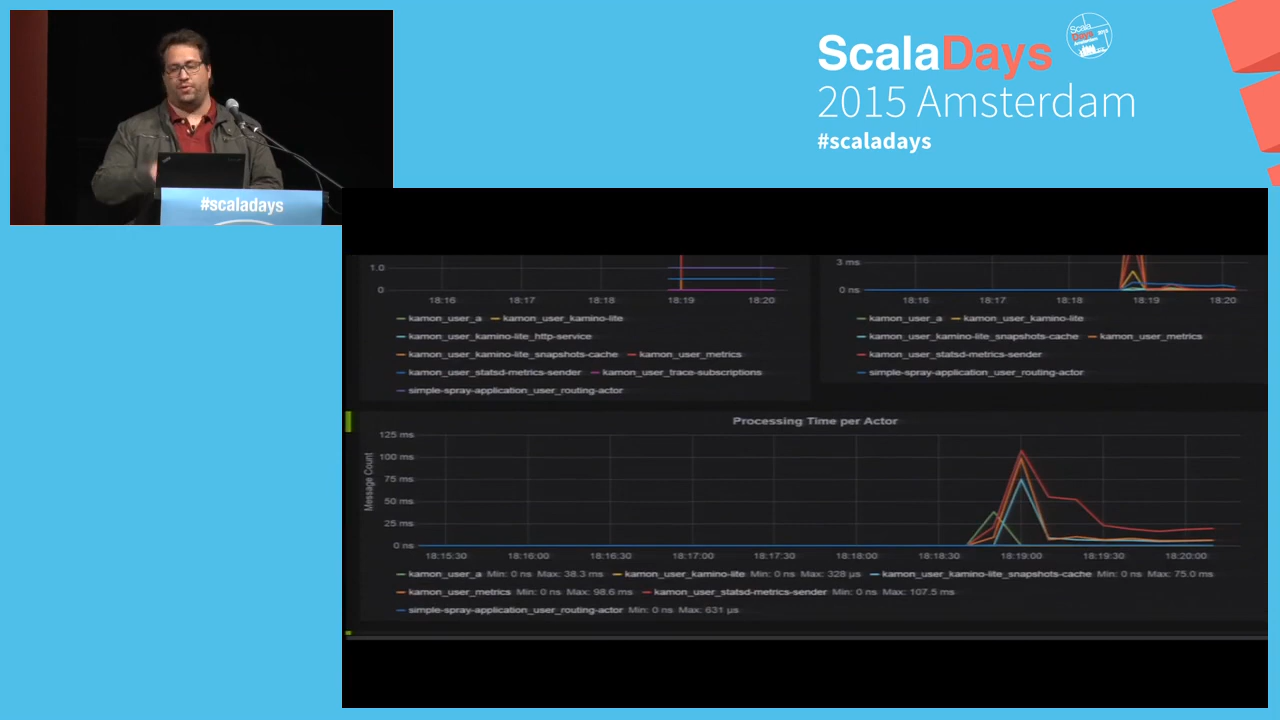 ScalaDays
2015 Amsterdam
#scaladays
#scaladays
1.0
0
18:16 18:17 18:18 18:19 18:20
kamon_user_a kamon_user_kamino-lite
kamon_user_kamino-lite_http-service
kamon_user_kamino-lite_snapshots-cache kamon_user_metrics
kamon_user_statsd-metrics-sender kamon_user_trace-subscriptions
simple-spray-application_user_routing-actor
3 ms
0 ns
18:16 18:17 18:18 18:19 18:20
kamon_user_a kamon_user_kamino-lite
kamon_user_kamino-lite_snapshots-cache kamon_user_metrics
kamon_user_statsd-metrics-sender
simple-spray-application_user_routing-actor
Processing Time per Actor
Message Count
125 ms
100 ms
75 ms
50 ms
25 ms
0 ns
18:15:30 18:16:00 18:16:30 18:17:00 18:17:30 18:18:00 18:18:30 18:19:00 18:19:30 18:20:00
kamon_user_a Min: 0 ns Max: 38.3 ms kamon_user_kamino-lite Min: 0 ns Max: 328 µs kamon_user_kamino-lite_snapshots-cache Min: 0 ns Max: 75.0 ms
kamon_user_metrics Min: 0 ns Max: 98.6 ms kamon_user_statsd-metrics-sender Min: 0 ns Max: 107.5 ms
simple-spray-application_user_routing-actor Min: 0 ns Max: 631 µs